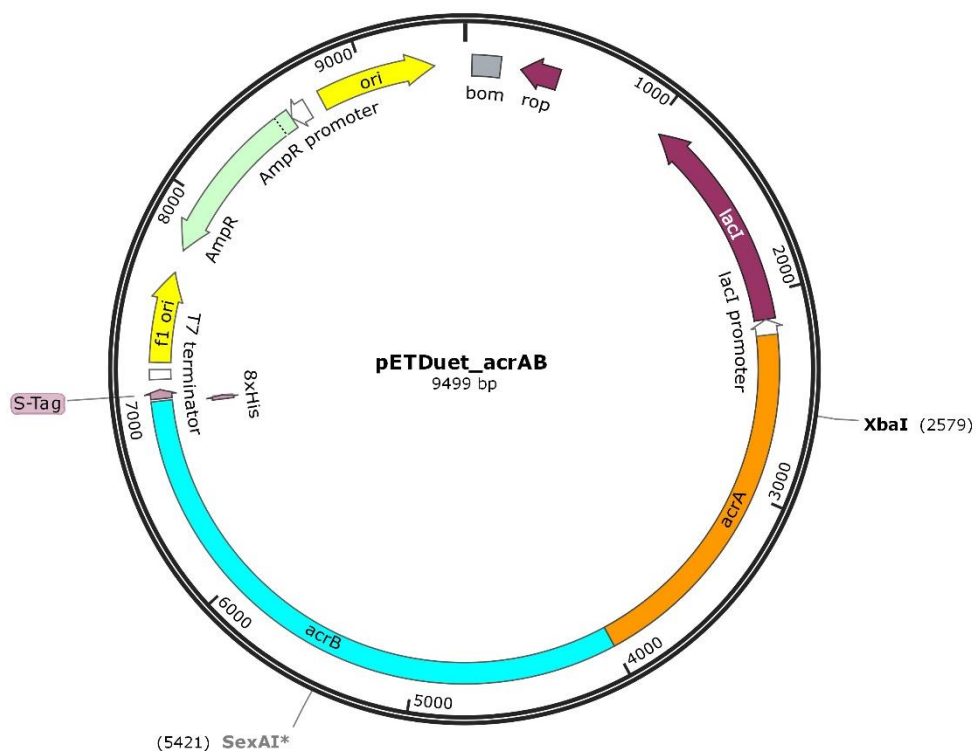 9000
ori
bom
rop
1000
AmpR promoter
8000
AmpR
lacI
2000
lacI promoter
f1 ori
T7 terminator
pETDuet_acrAB
9499 bp
8xHis
S-Tag
7000
XbaI (2579)
3000
acrA
6000
acrB
4000
5000
(5421) SexAI*